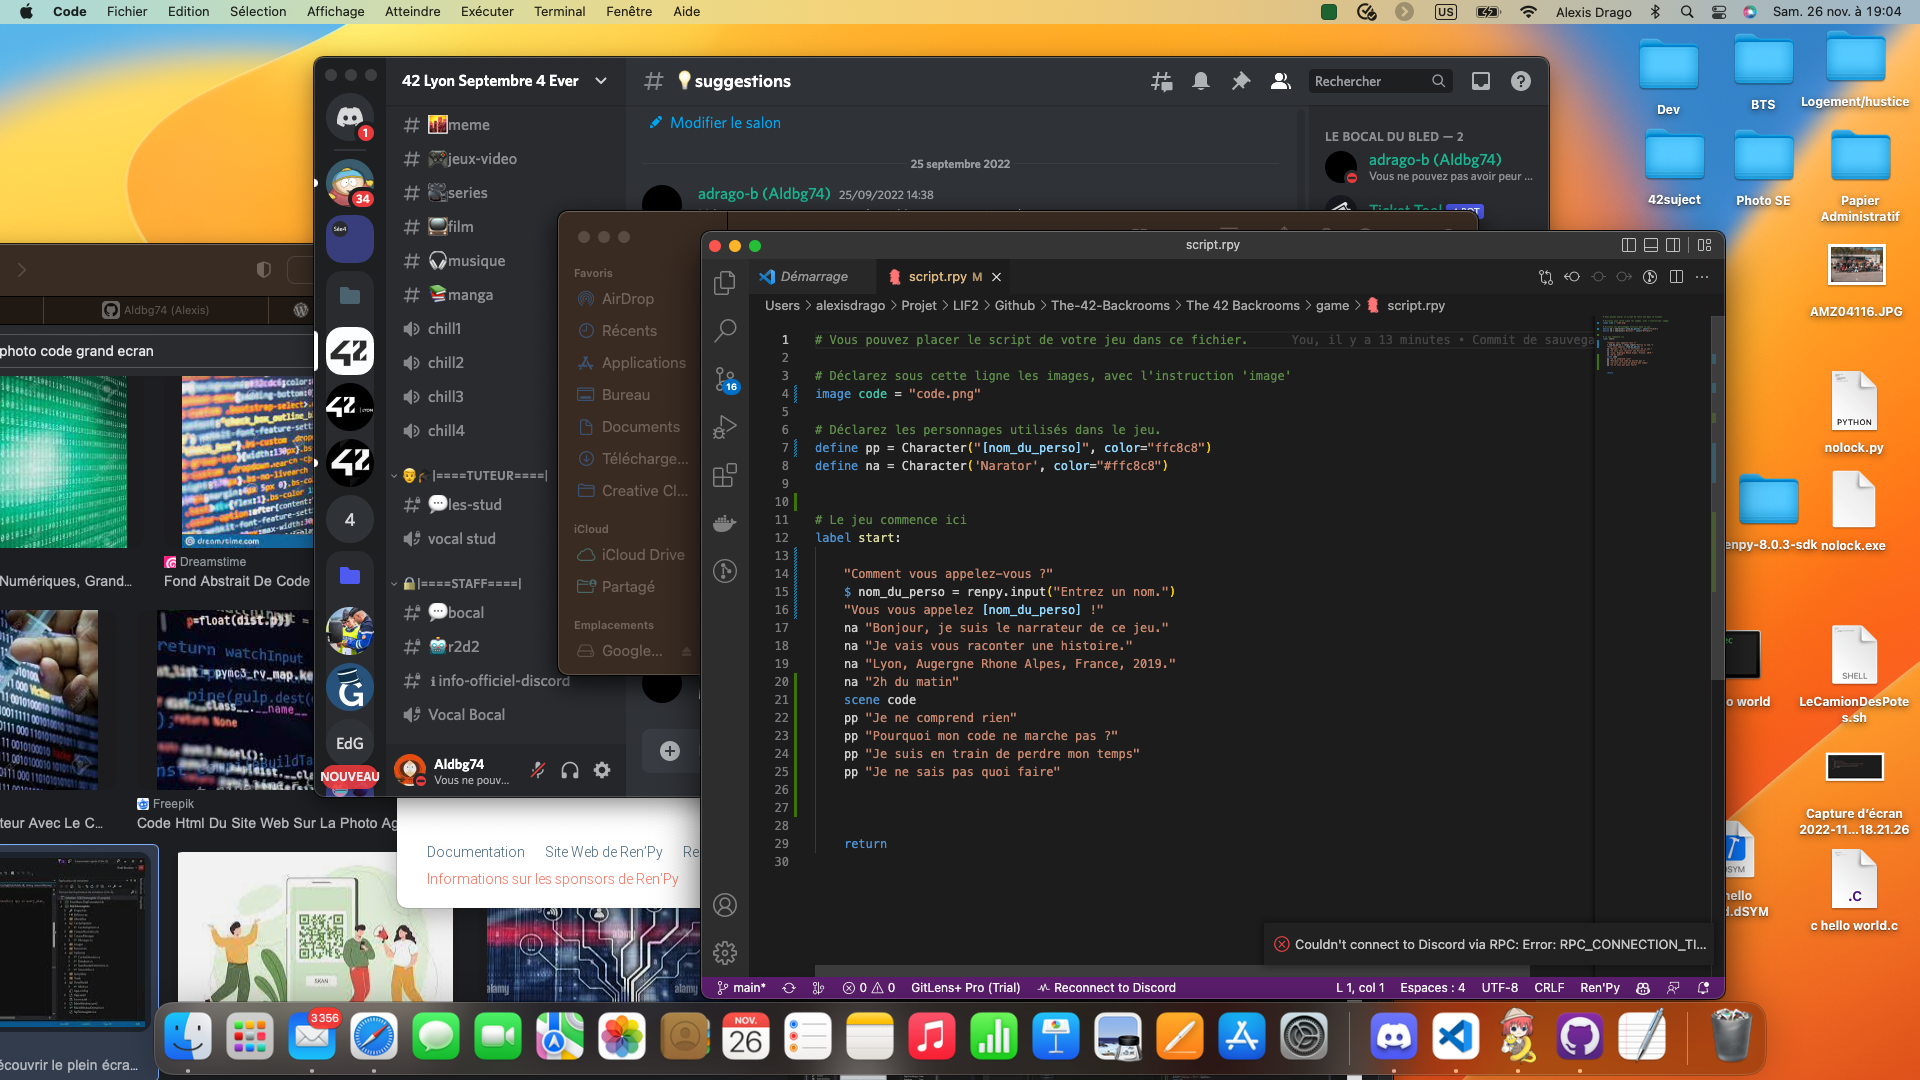 Code Fichier Edition Sélection Affichage Atteindre Exécuter Terminal Fenêtre Aide
US Alexis Drago Sam. 26 nov. à 19:04
42 Lyon Septembre 4 Ever
meme
jeux-video
series
film
musique
manga
chill1
chill2
chill3
chill4
|====TUTEUR====|
les-stud
vocal stud
|====STAFF====|
bocal
r2d2
info-officiel-discord
Vocal Bocal
Aldbg74
Vous ne pouv...
1
34
Sde4
42
42 LYON
42
4
G
EdG
NOUVEAU
suggestions
Rechercher
Modifier le salon
25 septembre 2022
adrago-b (Aldbg74) 25/09/2022 14:38
LE BOCAL DU BLED — 2
adrago-b (Aldbg74)
Vous ne pouvez pas avoir peur ...
Aldbg74 (Alexis)
photo code grand ecran
Numériques, Grand...
dreamstime.com
Dreamstime
Fond Abstrait De Code
teur Avec Le C...
Freepik
Code Html Du Site Web Sur La Photo Ag
SKAN
alamy
alamy
écouvrir le plein écra...
Favoris
AirDrop
Récents
Applications
Bureau
Documents
Télécharge...
Creative Cl...
iCloud
iCloud Drive
Partagé
Emplacements
Google...
Documentation Site Web de Ren'Py Re
Informations sur les sponsors de Ren'Py
script.rpy
Démarrage
script.rpy M
Users > alexisdrago > Projet > LIF2 > Github > The-42-Backrooms > The 42 Backrooms > game > script.rpy
16
1 # Vous pouvez placer le script de votre jeu dans ce fichier. You, il y a 13 minutes • Commit de sauvega
2
3 # Déclarez sous cette ligne les images, avec l'instruction 'image'
4 image code = "code.png"
5
6 # Déclarez les personnages utilisés dans le jeu.
7 define pp = Character("[nom_du_perso]", color="ffc8c8")
8 define na = Character('Narator', color="#ffc8c8")
9
10
11 # Le jeu commence ici
12 label start:
13
14 "Comment vous appelez-vous ?"
15 $ nom_du_perso = renpy.input("Entrez un nom.")
16 "Vous vous appelez [nom_du_perso] !"
17 na "Bonjour, je suis le narrateur de ce jeu."
18 na "Je vais vous raconter une histoire."
19 na "Lyon, Augergne Rhone Alpes, France, 2019."
20 na "2h du matin"
21 scene code
22 pp "Je ne comprend rien"
23 pp "Pourquoi mon code ne marche pas ?"
24 pp "Je suis en train de perdre mon temps"
25 pp "Je ne sais pas quoi faire"
26
27
28
29 return
30
Couldn't connect to Discord via RPC: Error: RPC_CONNECTION_TI...
main* 0 0 GitLens+ Pro (Trial) Reconnect to Discord
L 1, col 1 Espaces : 4 UTF-8 CRLF Ren'Py
Dev
BTS
Logement/hustice
42suject
Photo SE
Papier Administratif
AMZ04116.JPG
PYTHON
nolock.py
enpy-8.0.3-sdk
nolock.exe
o world
SHELL
LeCamionDesPotes.sh
Capture d'écran
2022-11...18.21.26
SYM
hello
d.dSYM
.C
c hello world.c
3356
NOV.
26